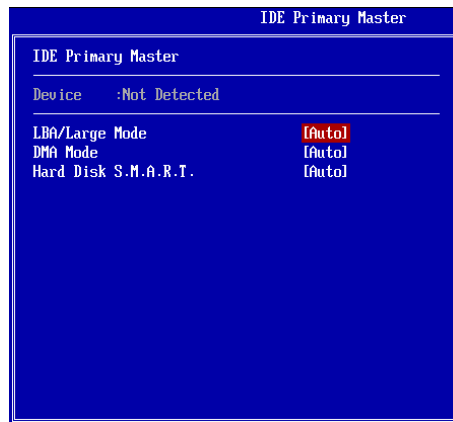 IDE Primary Master
IDE Primary Master
Device :Not Detected
LBA/Large Mode [Auto]
DMA Mode [Auto]
Hard Disk S.M.A.R.T. [Auto]